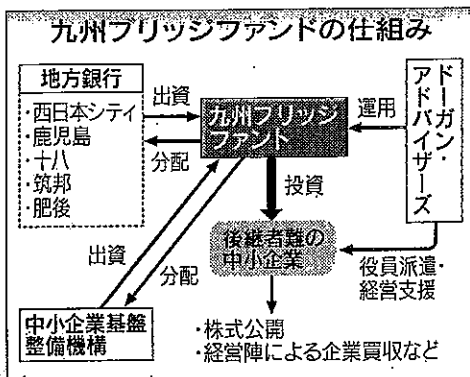 九州ブリッジファンドの仕組み
地方銀行
・西日本シティ
・鹿児島
・十八
・筑邦
・肥後
出資
分配
九州ブリッジ
ファンド
運用
ドーガン・
アドバイザーズ
投資
出資
分配
後継者難の
中小企業
役員派遣・
経営支援
中小企業基盤
整備機構
・株式公開
・経営陣による企業買収など